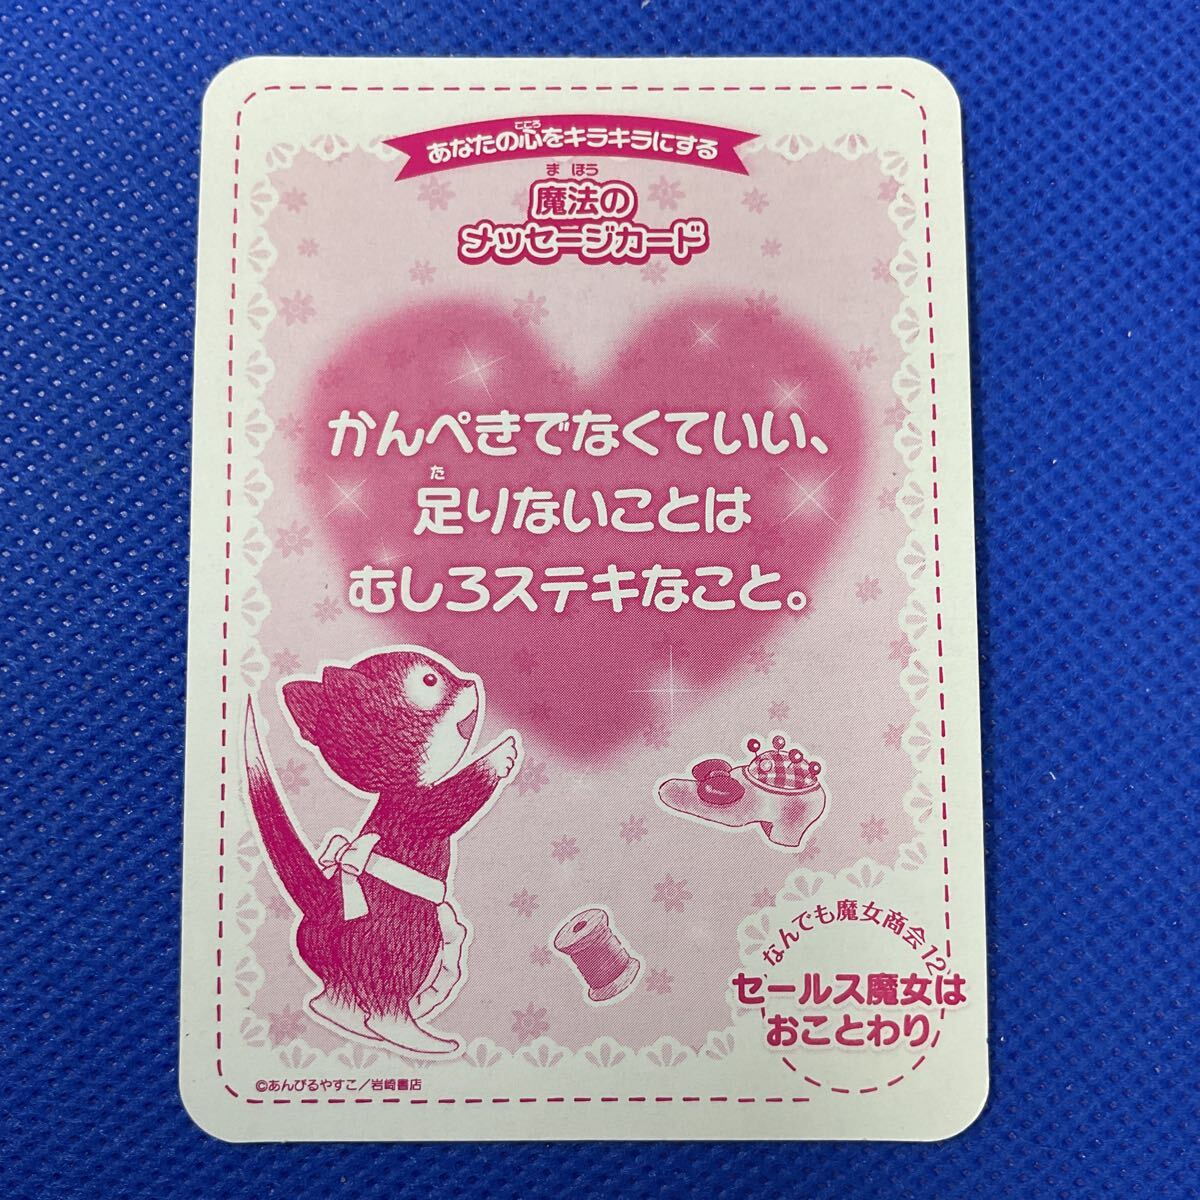 あなたの心をキラキラにする
こころ
ま ほう
魔法の
メッセージカード
かんぺきでなくていい、
た
足りないことは
むしろステキなこと。
なんでも魔女商会12
セールス魔女は
おことわり
©あんびるやすこ/岩崎書店